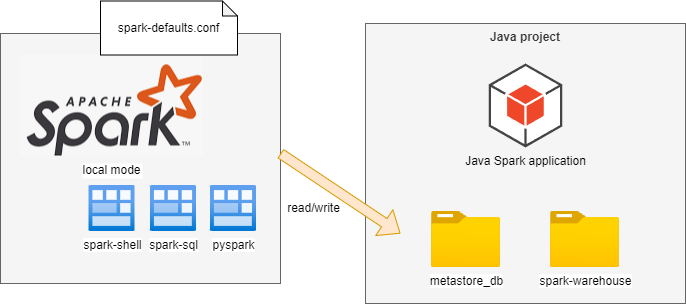 spark-defaults.conf
APACHE
Spark™
local mode
spark-shell
spark-sql
pyspark
read/write
Java project
Java Spark application
metastore_db
spark-warehouse